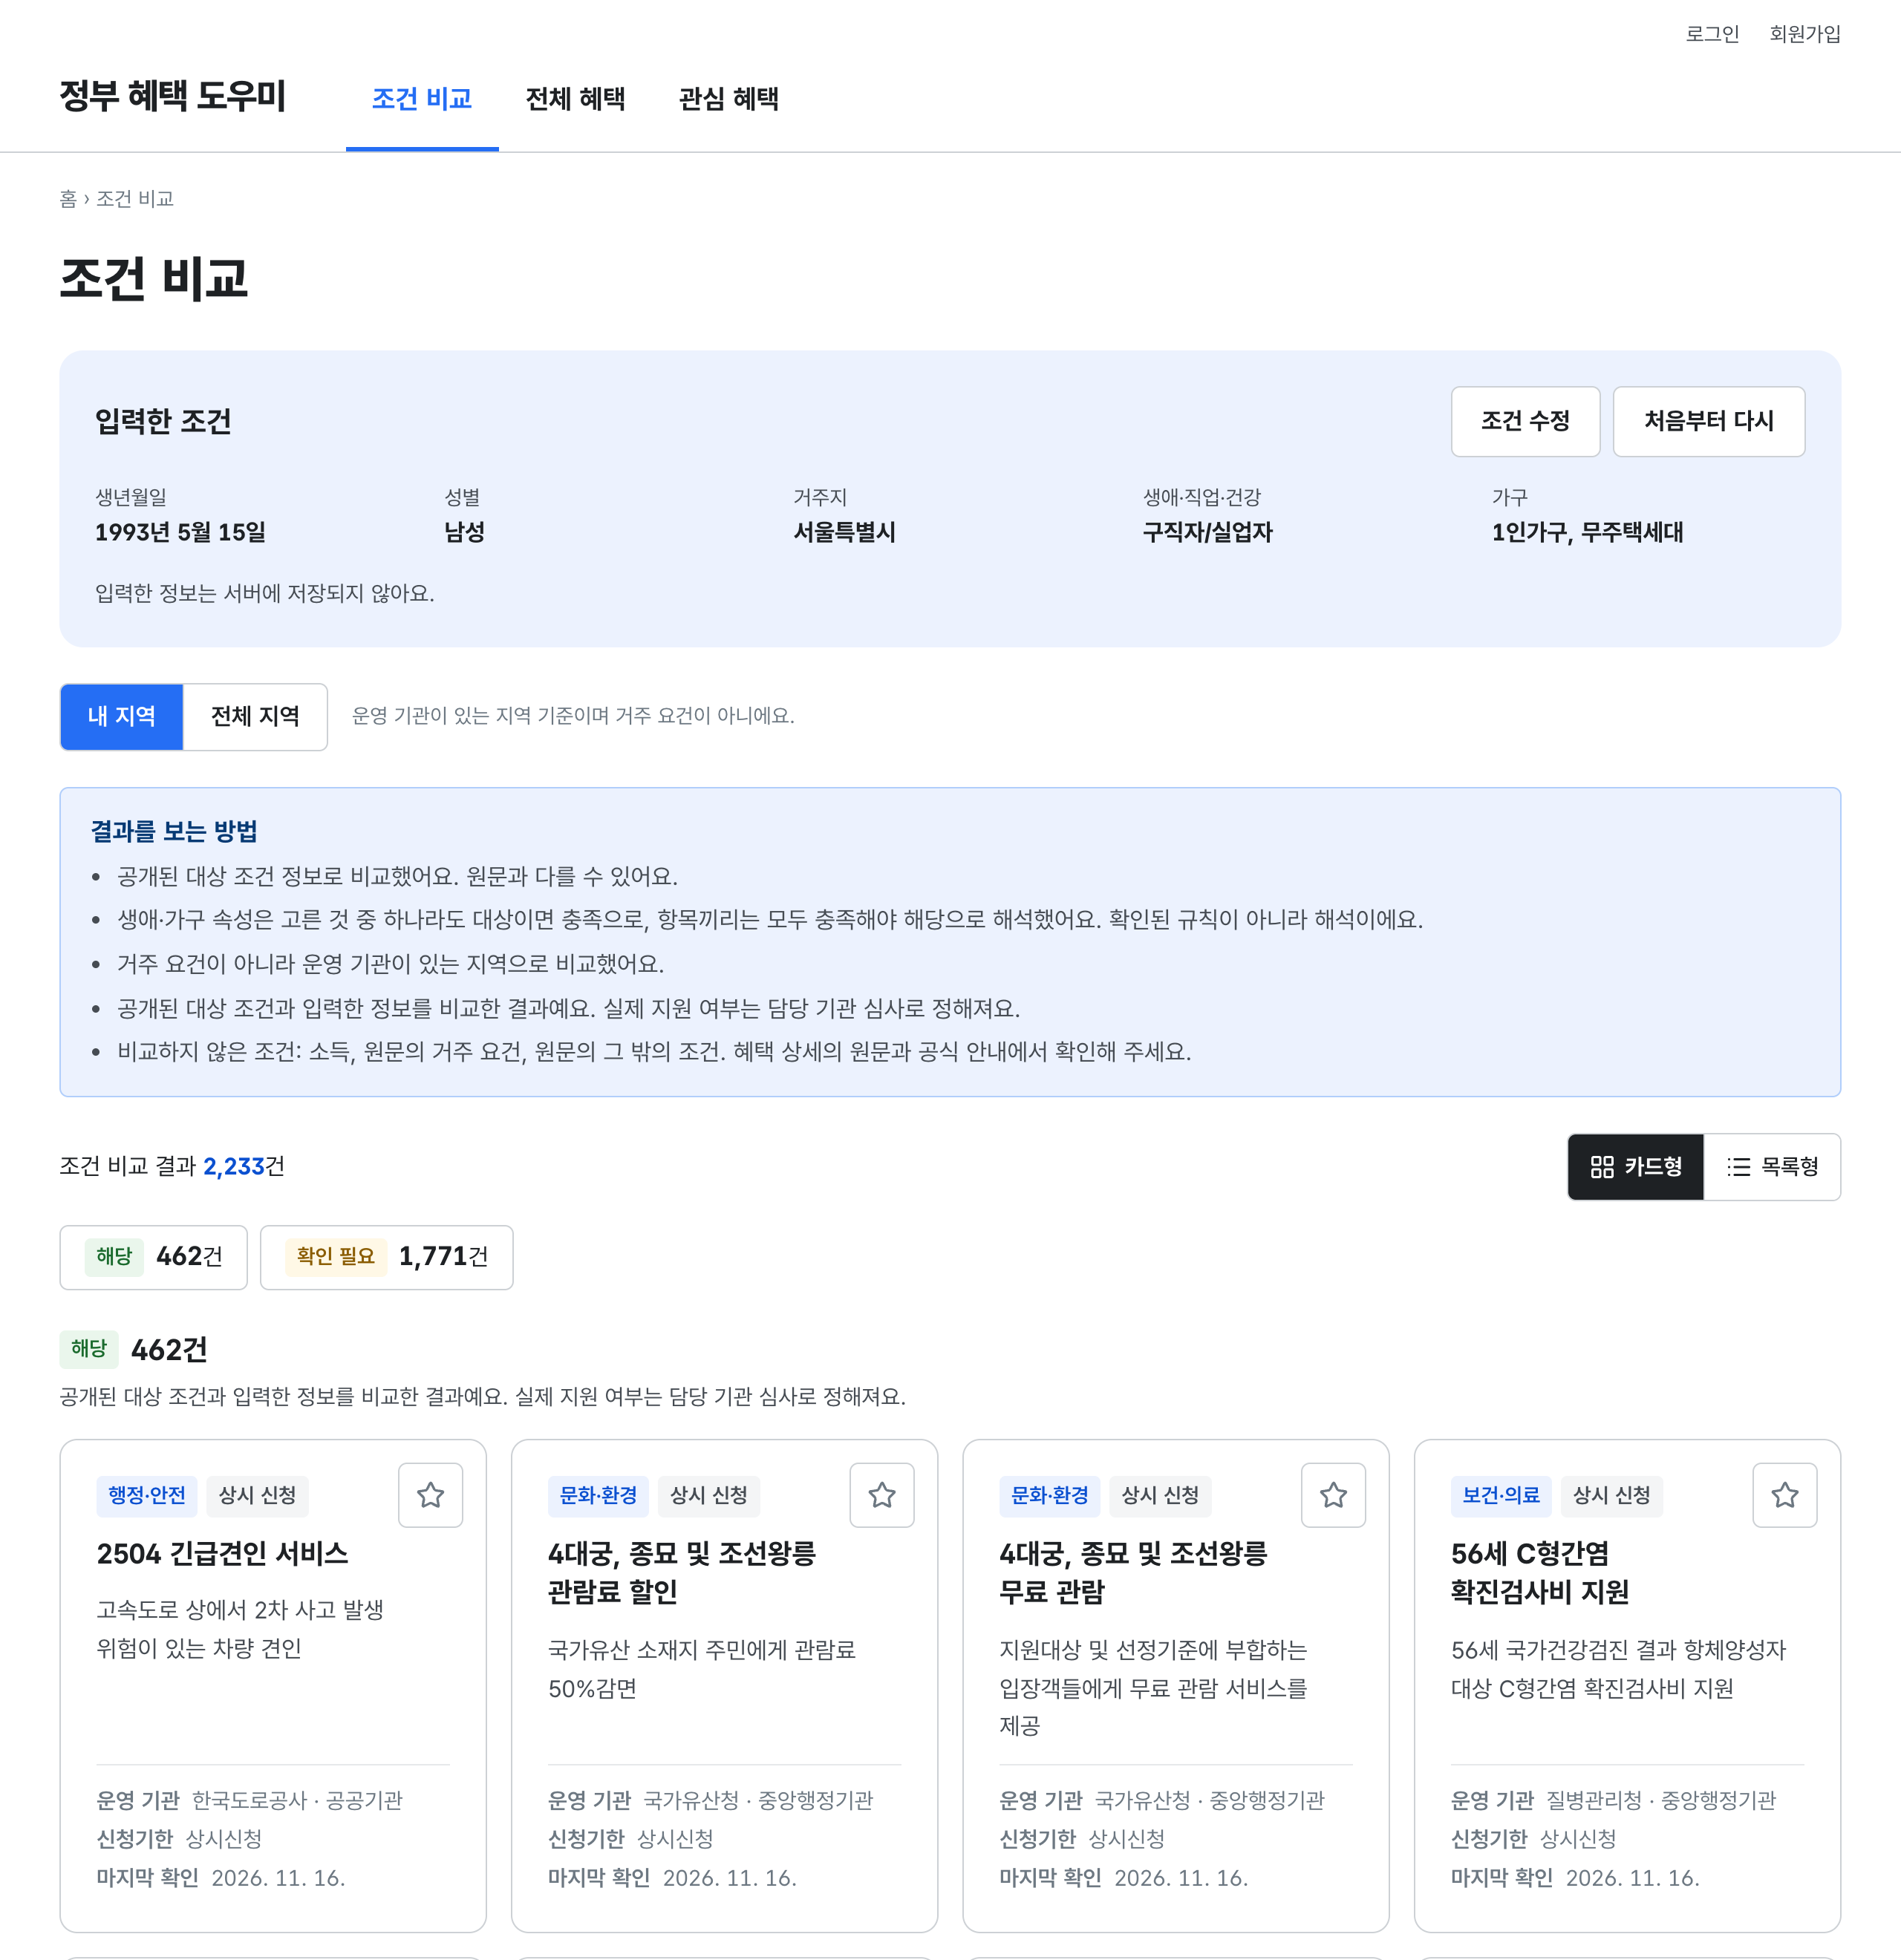 로그인 회원가입
정부 혜택 도우미 조건 비교 전체 혜택 관심 혜택
홈 › 조건 비교
조건 비교
입력한 조건 조건 수정 처음부터 다시
생년월일 성별 거주지 생애·직업·건강 가구
1993년 5월 15일 남성 서울특별시 구직자/실업자 1인가구, 무주택세대
입력한 정보는 서버에 저장되지 않아요.
내 지역 전체 지역 운영 기관이 있는 지역 기준이며 거주 요건이 아니에요.
결과를 보는 방법
• 공개된 대상 조건 정보로 비교했어요. 원문과 다를 수 있어요.
• 생애·가구 속성은 고른 것 중 하나라도 대상이면 충족으로, 항목끼리는 모두 충족해야 해당으로 해석했어요. 확인된 규칙이 아니라 해석이에요.
• 거주 요건이 아니라 운영 기관이 있는 지역으로 비교했어요.
• 공개된 대상 조건과 입력한 정보를 비교한 결과예요. 실제 지원 여부는 담당 기관 심사로 정해져요.
• 비교하지 않은 조건: 소득, 원문의 거주 요건, 원문의 그 밖의 조건. 혜택 상세의 원문과 공식 안내에서 확인해 주세요.
조건 비교 결과 2,233건 카드형 목록형
해당 462건 확인 필요 1,771건
해당 462건
공개된 대상 조건과 입력한 정보를 비교한 결과예요. 실제 지원 여부는 담당 기관 심사로 정해져요.
행정·안전 상시 신청
2504 긴급견인 서비스
고속도로 상에서 2차 사고 발생
위험이 있는 차량 견인
운영 기관 한국도로공사 · 공공기관
신청기한 상시신청
마지막 확인 2026. 11. 16.
문화·환경 상시 신청
4대궁, 종묘 및 조선왕릉
관람료 할인
국가유산 소재지 주민에게 관람료
50%감면
운영 기관 국가유산청 · 중앙행정기관
신청기한 상시신청
마지막 확인 2026. 11. 16.
문화·환경 상시 신청
4대궁, 종묘 및 조선왕릉
무료 관람
지원대상 및 선정기준에 부합하는
입장객들에게 무료 관람 서비스를
제공
운영 기관 국가유산청 · 중앙행정기관
신청기한 상시신청
마지막 확인 2026. 11. 16.
보건·의료 상시 신청
56세 C형간염
확진검사비 지원
56세 국가건강검진 결과 항체양성자
대상 C형간염 확진검사비 지원
운영 기관 질병관리청 · 중앙행정기관
신청기한 상시신청
마지막 확인 2026. 11. 16.